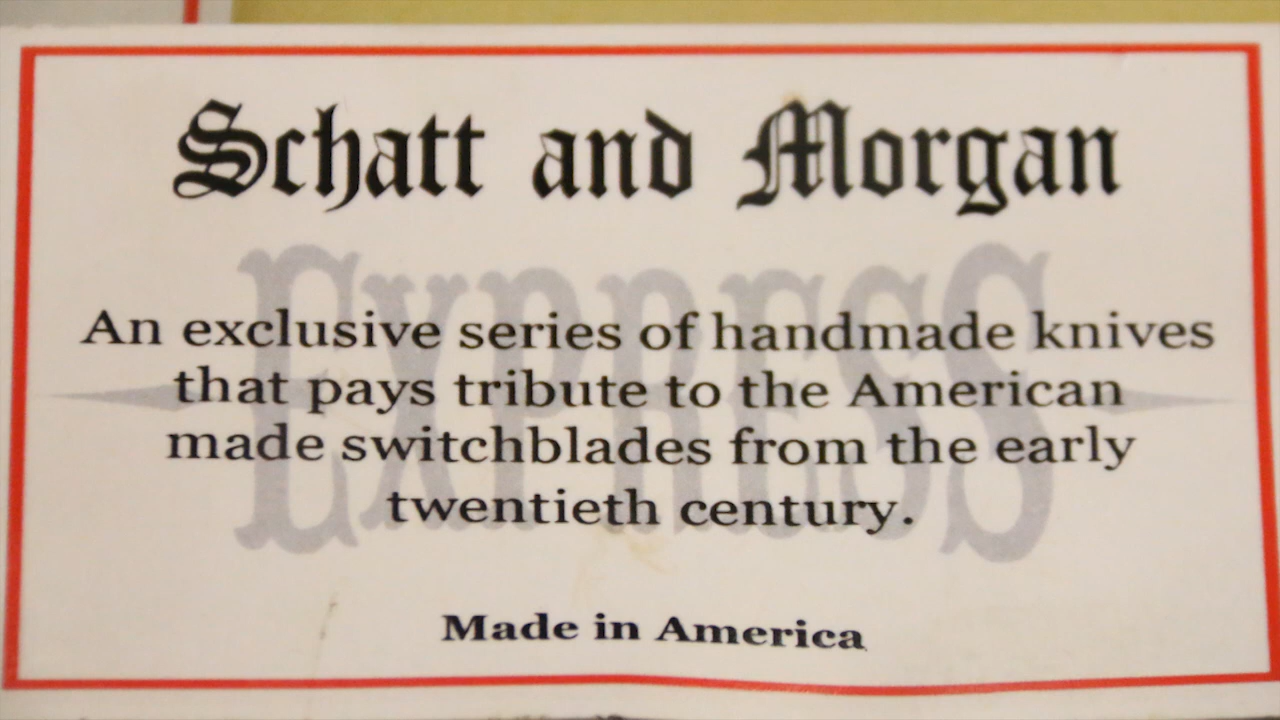 Schatt and Morgan
EXPRESS
An exclusive series of handmade knives
that pays tribute to the American
made switchblades from the early
twentieth century.
Made in America